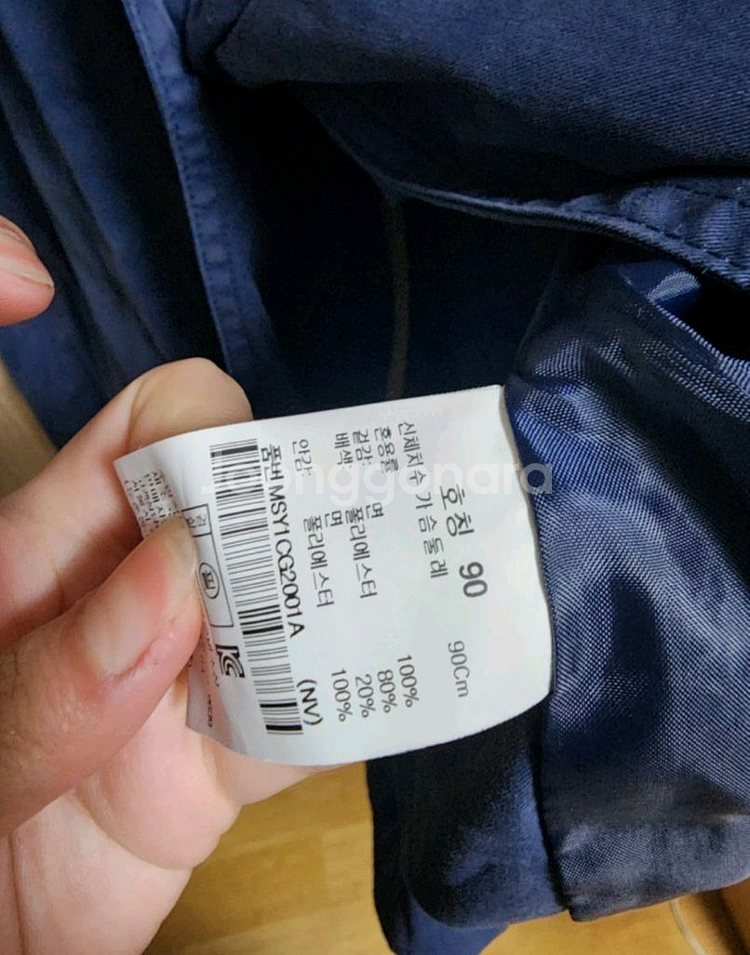 호칭 90
신체치수 가슴둘레 90Cm
혼용율
겉감: 면 100%
배색: 폴리에스터 80%
면 20%
안감: 폴리에스터 100%
품번 MSY1CG2001A (NV)
Joonggonara